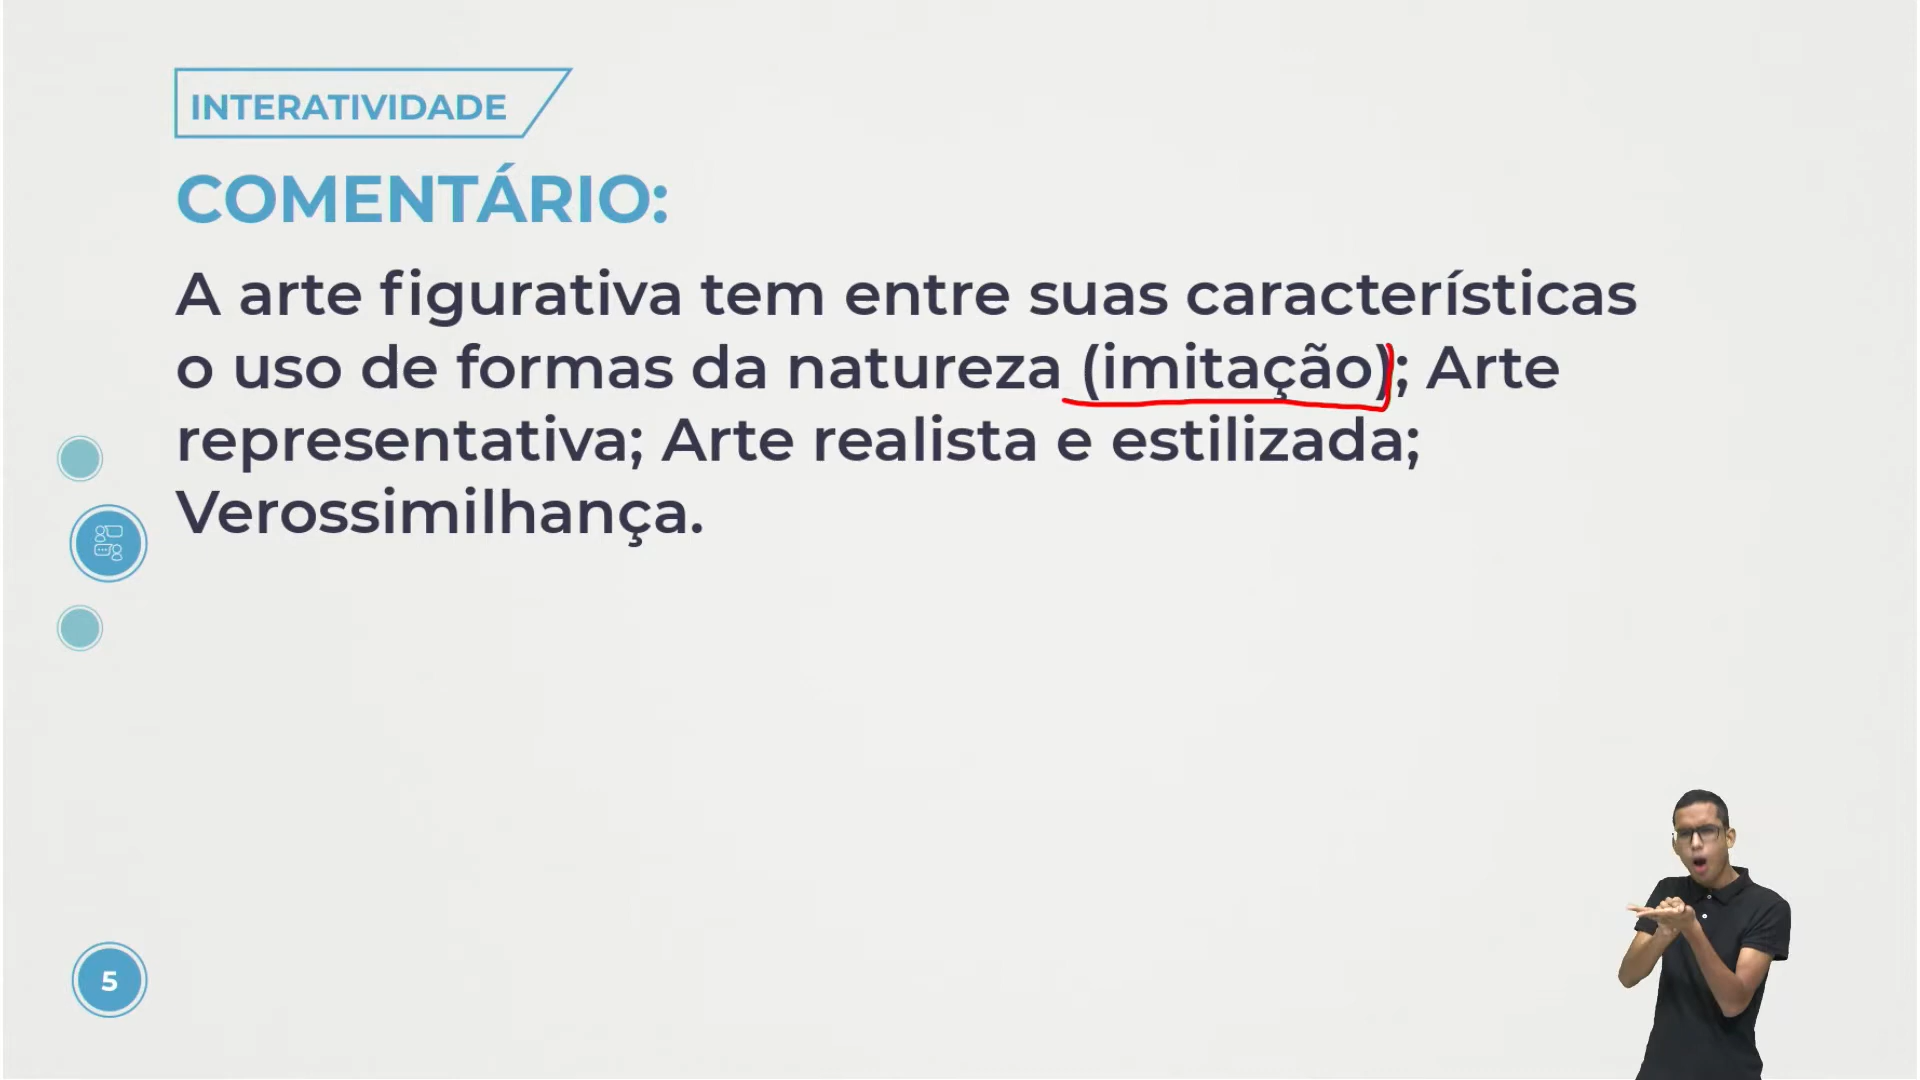 INTERATIVIDADE
COMENTÁRIO:
A arte figurativa tem entre suas características
o uso de formas da natureza (imitação); Arte
representativa; Arte realista e estilizada;
Verossimilhança.
5